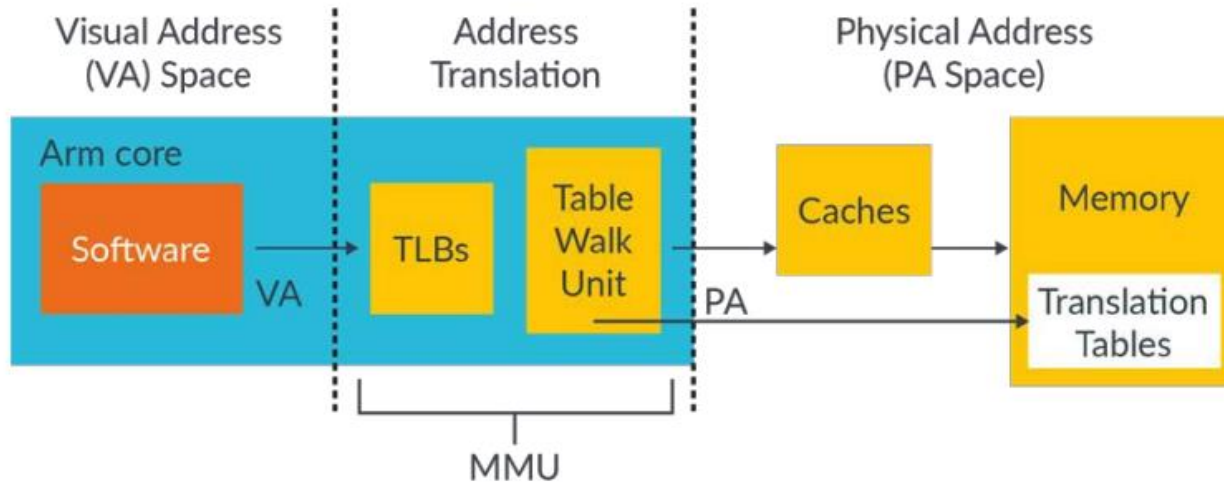 Visual Address
(VA) Space
Address
Translation
Physical Address
(PA Space)
Arm core
Software
VA
TLBs
Table
Walk
Unit
PA
Caches
Memory
Translation
Tables
MMU